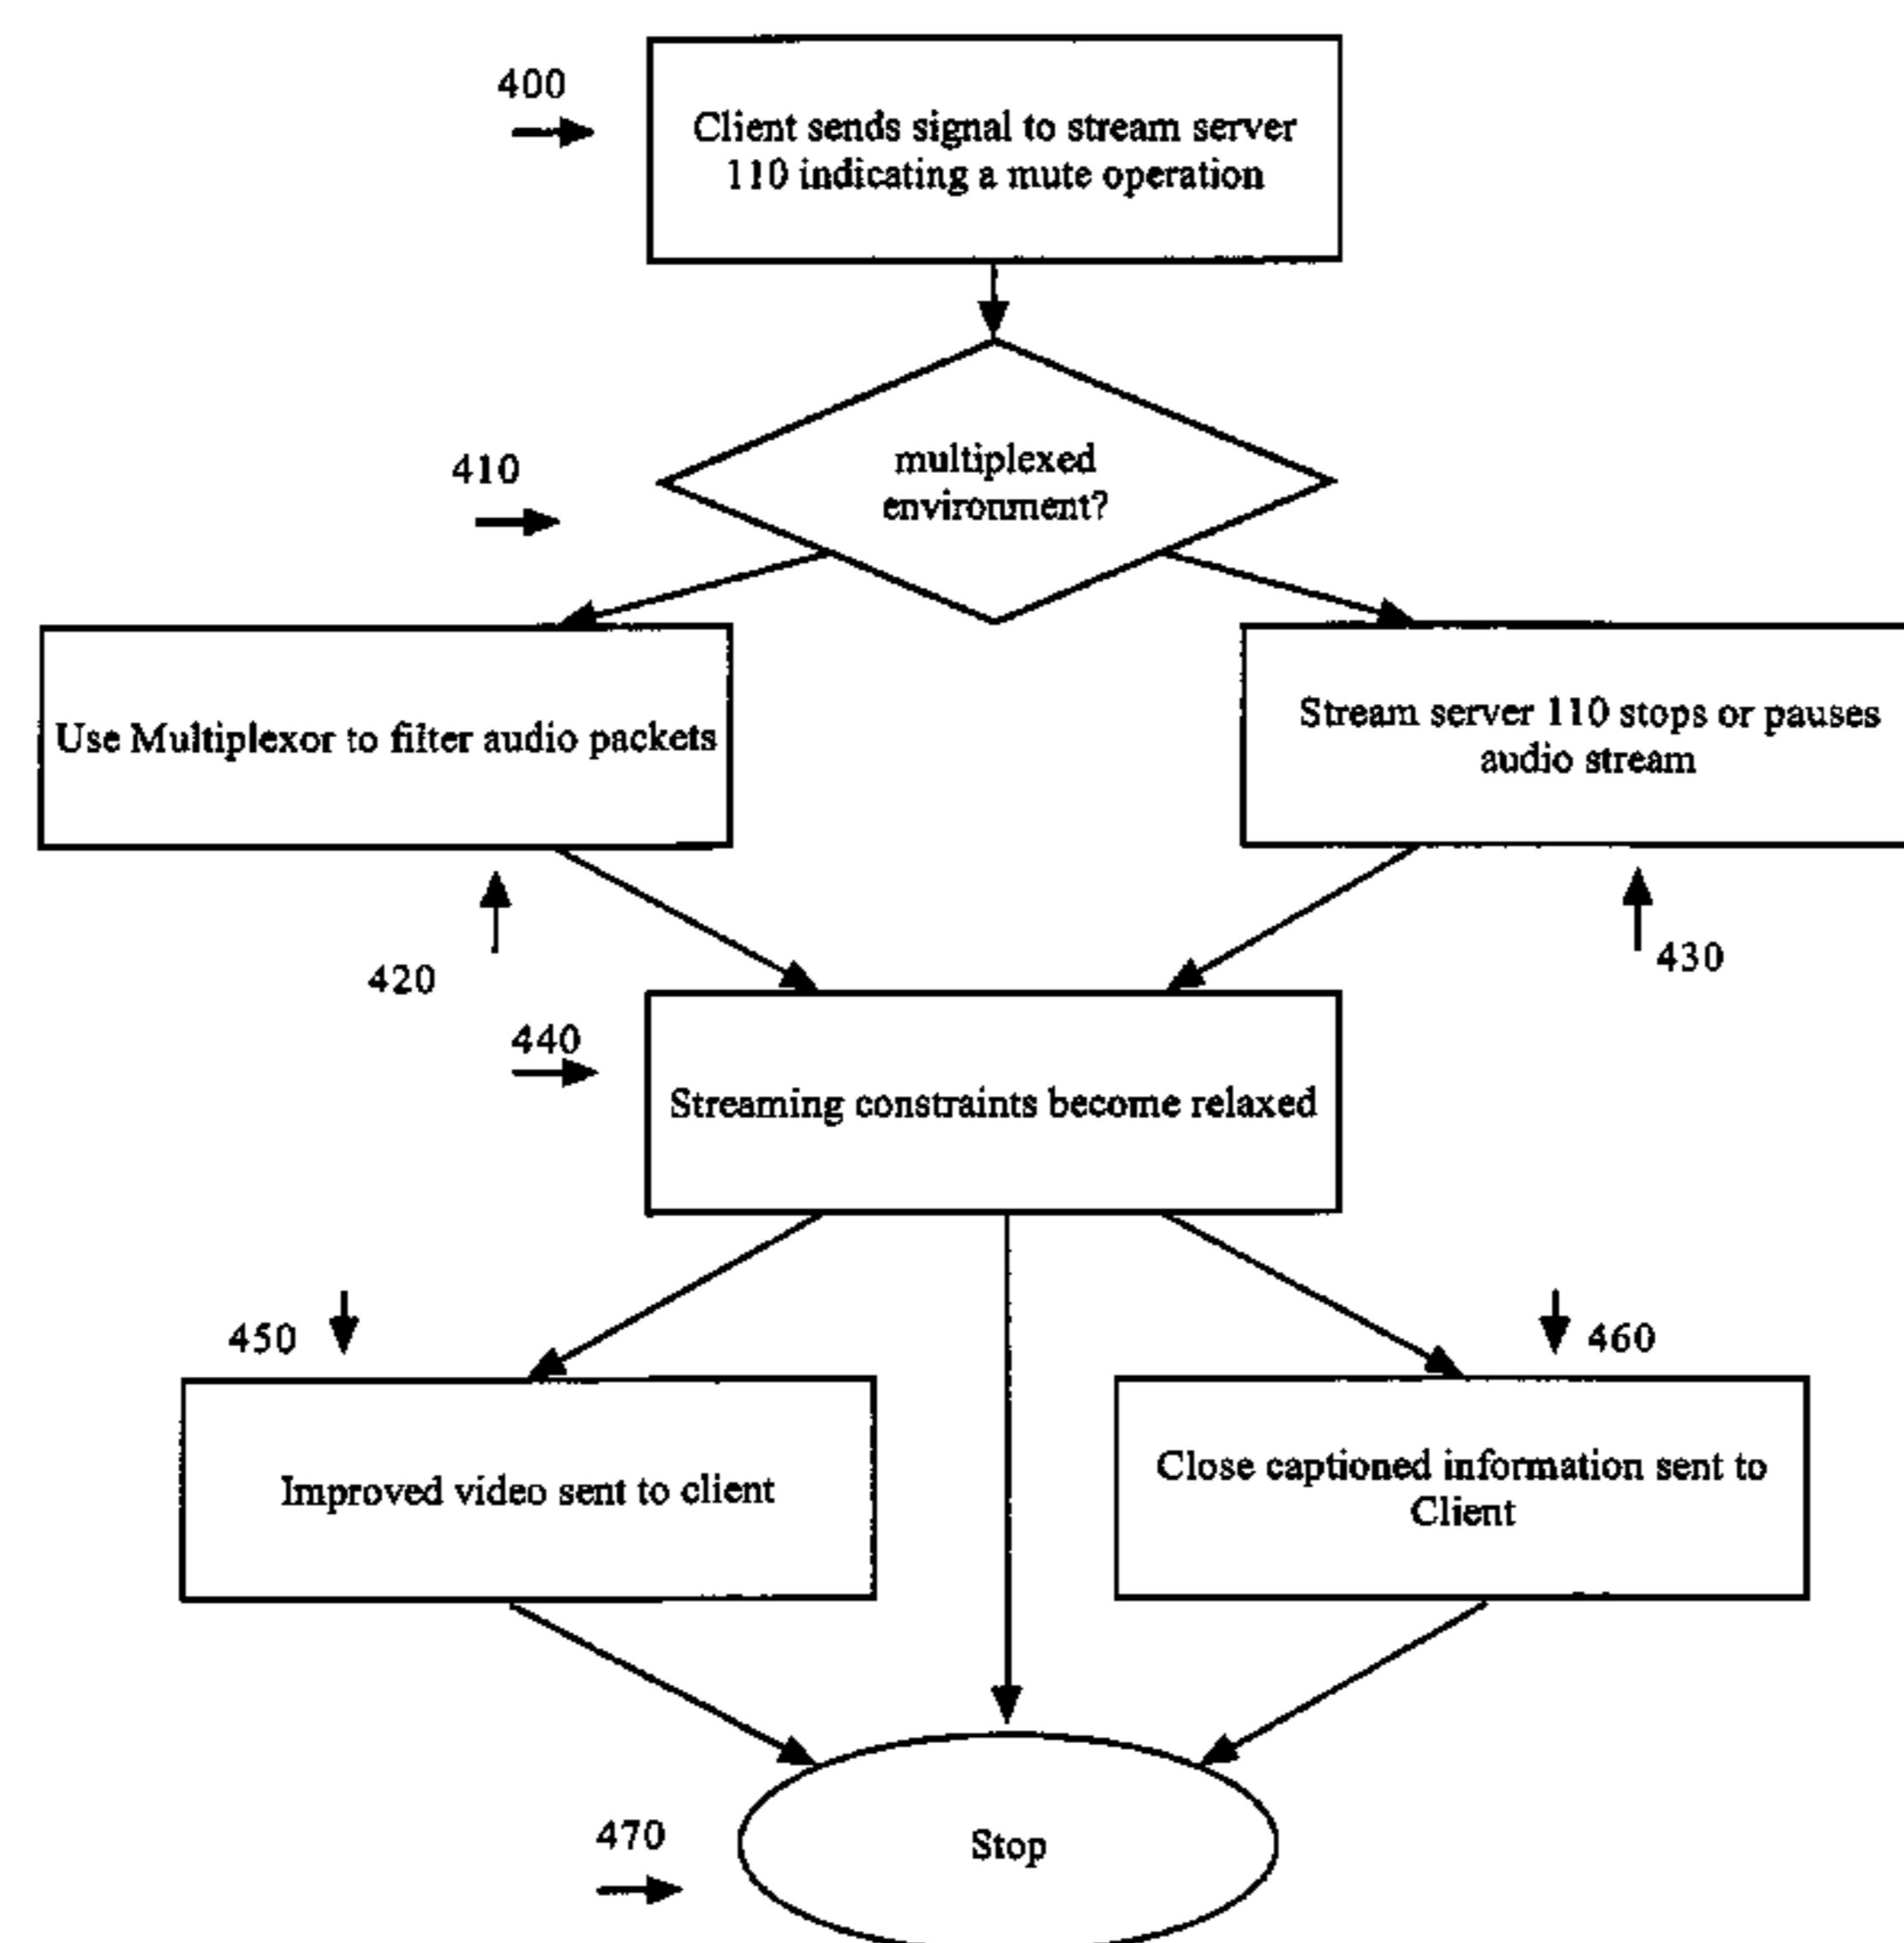 400
Client sends signal to stream server
110 indicating a mute operation
410
multiplexed
environment?
Use Multiplexor to filter audio packets
Stream server 110 stops or pauses
audio stream
420
430
440
Streaming constraints become relaxed
450
460
Improved video sent to client
Close captioned information sent to
Client
470
Stop